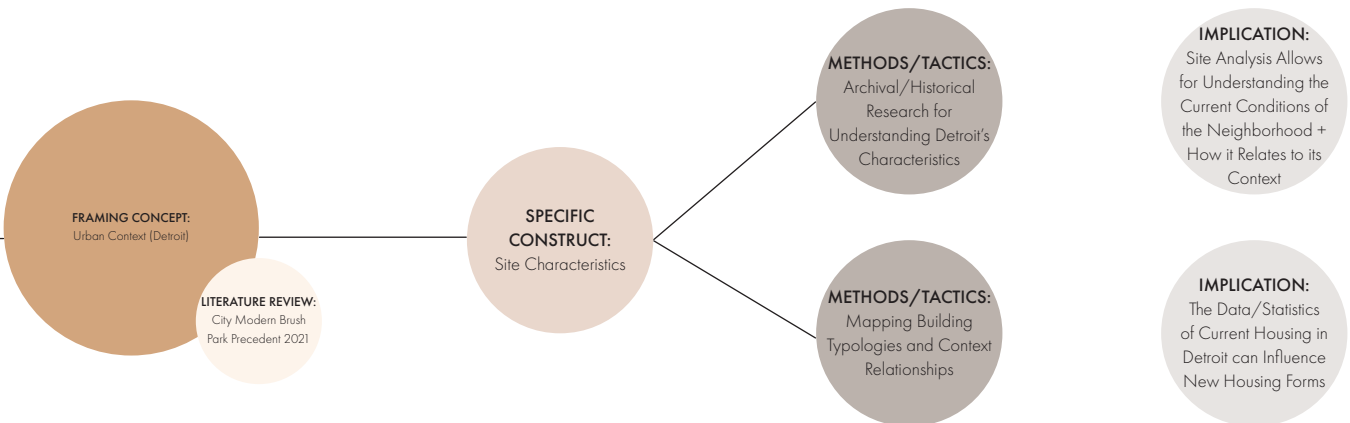 FRAMING CONCEPT:
Urban Context (Detroit)
LITERATURE REVIEW:
City Modern Brush
Park Precedent 2021
SPECIFIC
CONSTRUCT:
Site Characteristics
METHODS/TACTICS:
Archival/Historical
Research for
Understanding Detroit's
Characteristics
METHODS/TACTICS:
Mapping Building
Typologies and Context
Relationships
IMPLICATION:
Site Analysis Allows
for Understanding the
Current Conditions of
the Neighborhood +
How it Relates to its
Context
IMPLICATION:
The Data/Statistics
of Current Housing in
Detroit can Influence
New Housing Forms